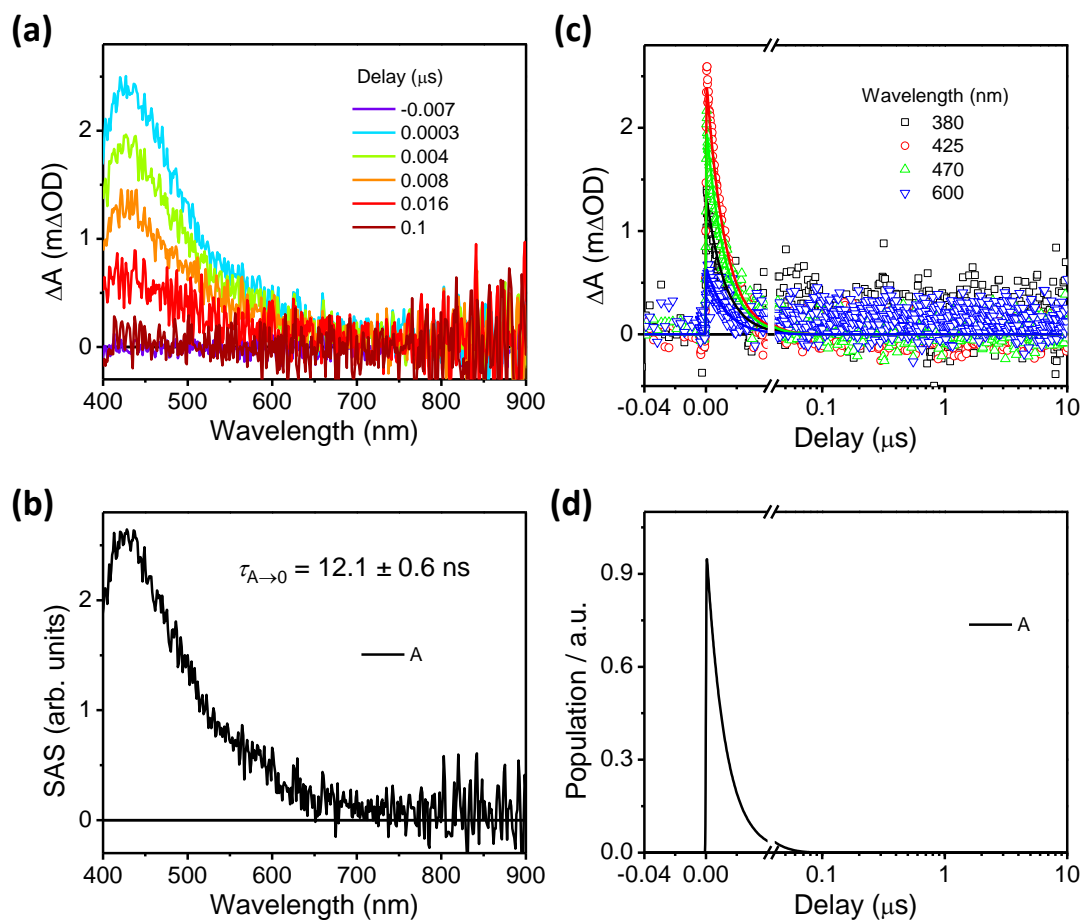 (a)
ΔA (mΔOD)
2
1
0
Delay (μs)
-0.007
0.0003
0.004
0.008
0.016
0.1
400 500 600 700 800 900
Wavelength (nm)
(c)
ΔA (mΔOD)
2
1
0
Wavelength (nm)
380
425
470
600
-0.04 0.00 0.1 1 10
Delay (μs)
(b)
SAS (arb. units)
2
1
0
τA→0 = 12.1 ± 0.6 ns
A
400 500 600 700 800 900
Wavelength (nm)
(d)
Population / a.u.
0.9
0.6
0.3
0.0
A
-0.04 0.00 0.1 1 10
Delay (μs)